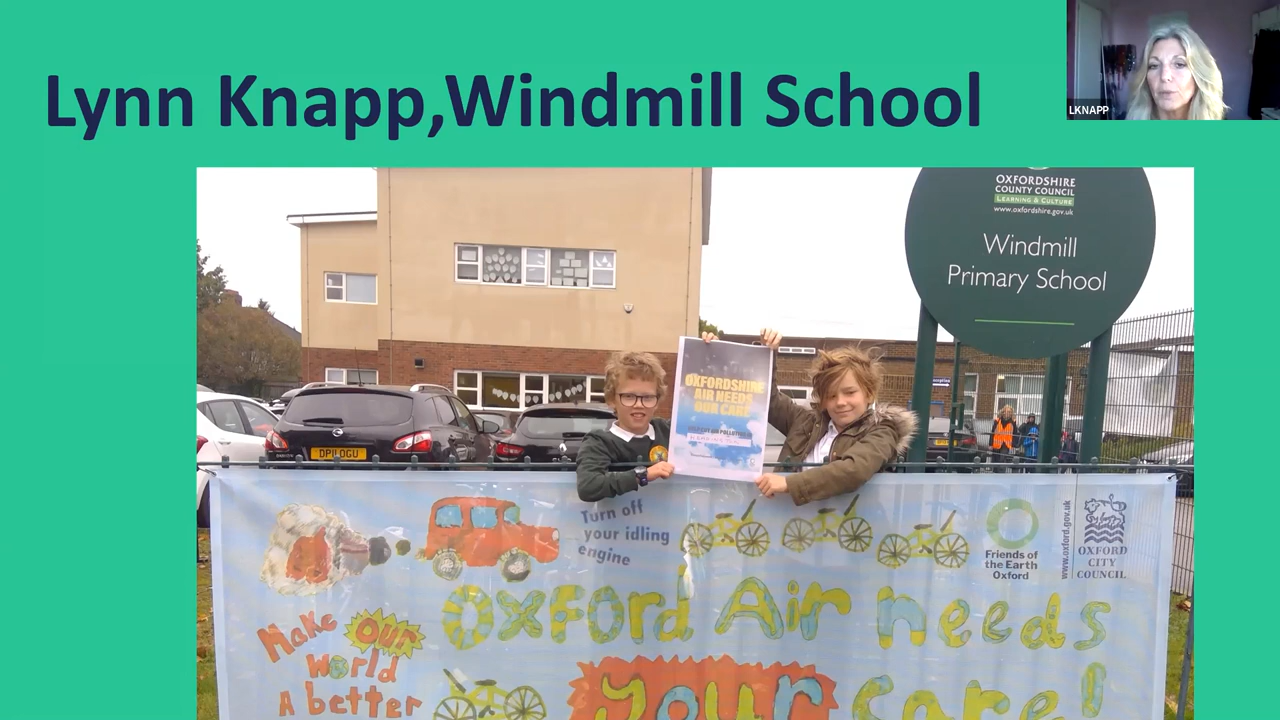 Lynn Knapp,Windmill School
LKNAPP
OXFORDSHIRE
COUNTY COUNCIL
LEARNING & CULTURE
www.oxfordshire.gov.uk
Windmill
Primary School
OXFORDSHIRE
AIR NEEDS
OUR CARE
Turn off
your idling
engine
Friends of
the Earth
Oxford
www.oxford.gov.uk
OXFORD
CITY
COUNCIL
Oxford Air needs
your care!
Make our
world
A better